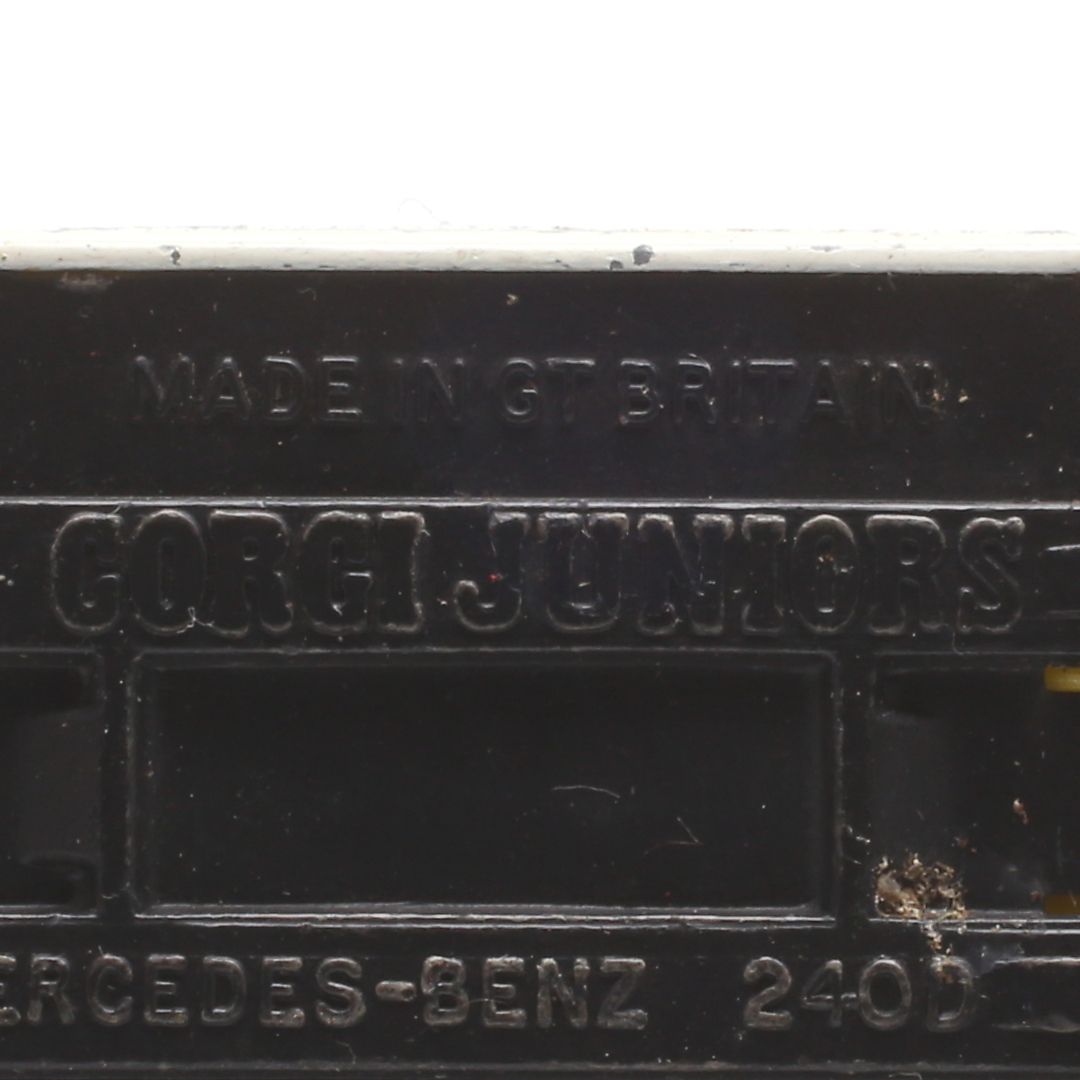 MADE IN GT BRITAIN
CORGI JUNIORS
ERCEDES-BENZ 240D